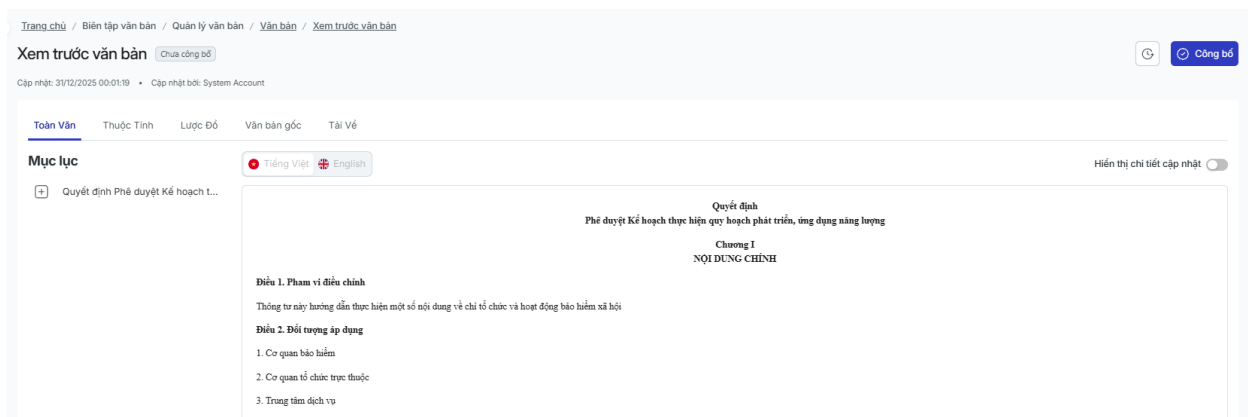 Trang chủ / Biên tập văn bản / Quản lý văn bản / Văn bản / Xem trước văn bản
Xem trước văn bản Chưa công bố
Công bố
Cập nhật: 31/12/2025 00:01:19 • Cập nhật bởi: System Account
Toàn Văn Thuộc Tính Lược Đồ Văn bản gốc Tải Về
Mục lục
Tiếng Việt English
Hiển thị chi tiết cập nhật
Quyết định Phê duyệt Kế hoạch t...
Quyết định
Phê duyệt Kế hoạch thực hiện quy hoạch phát triển, ứng dụng năng lượng
Chương I
NỘI DUNG CHÍNH
Điều 1. Phạm vi điều chỉnh
Thông tư này hướng dẫn thực hiện một số nội dung về chi tổ chức và hoạt động bảo hiểm xã hội
Điều 2. Đối tượng áp dụng
1. Cơ quan bảo hiểm
2. Cơ quan tổ chức trực thuộc
3. Trung tâm dịch vụ